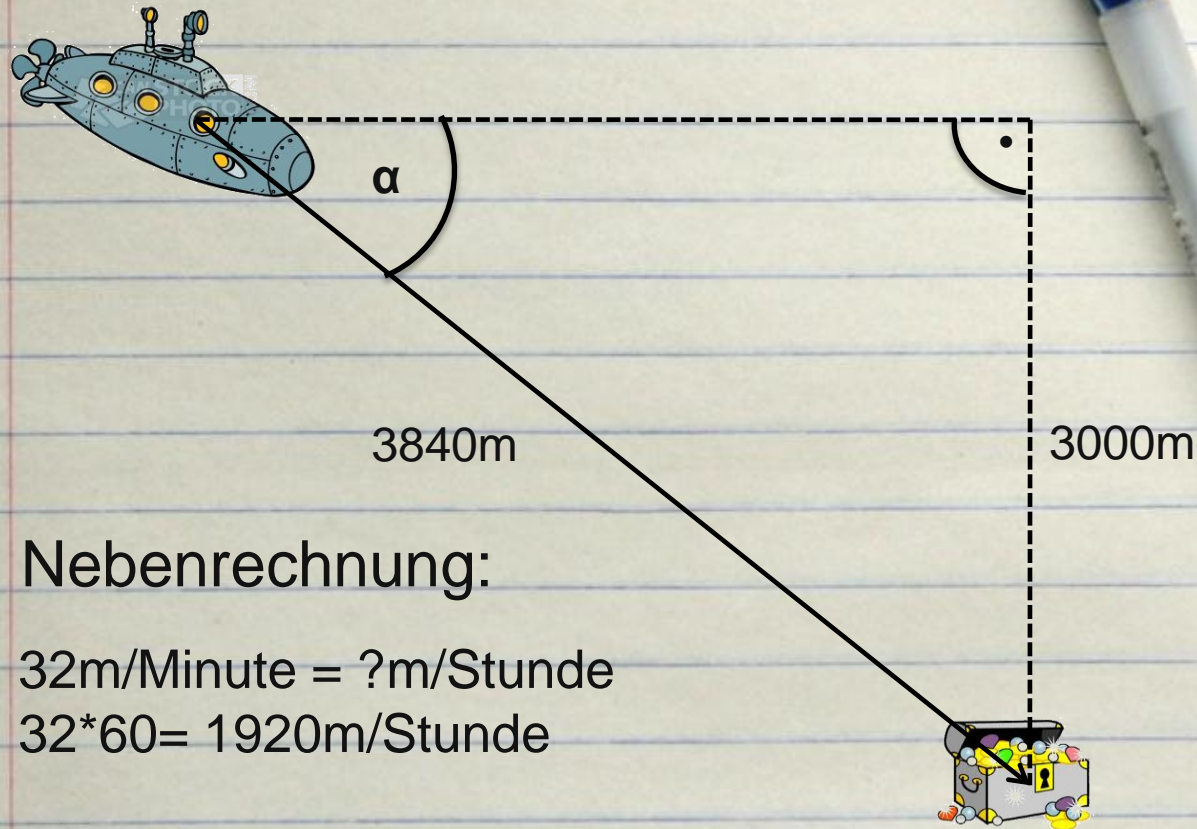 α
3840m
3000m
Nebenrechnung:
32m/Minute = ?m/Stunde
32*60= 1920m/Stunde